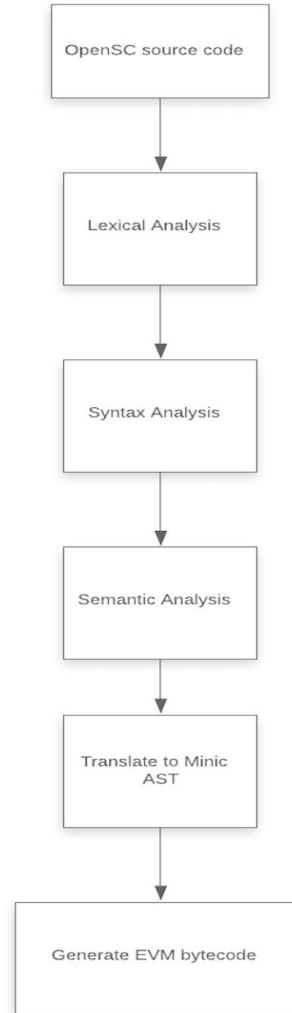 OpenSC source code
Lexical Analysis
Syntax Analysis
Semantic Analysis
Translate to Minic
AST
Generate EVM bytecode